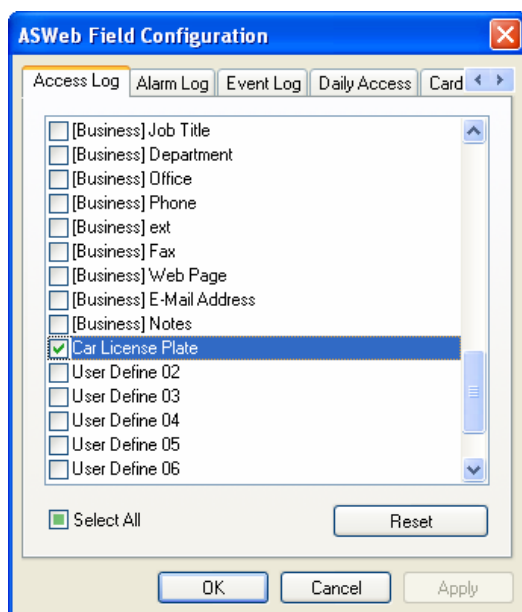 ASWeb Field Configuration
Access Log Alarm Log Event Log Daily Access Card
[Business] Job Title
[Business] Department
[Business] Office
[Business] Phone
[Business] ext
[Business] Fax
[Business] Web Page
[Business] E-Mail Address
[Business] Notes
Car License Plate
User Define 02
User Define 03
User Define 04
User Define 05
User Define 06
Select All Reset
OK Cancel Apply